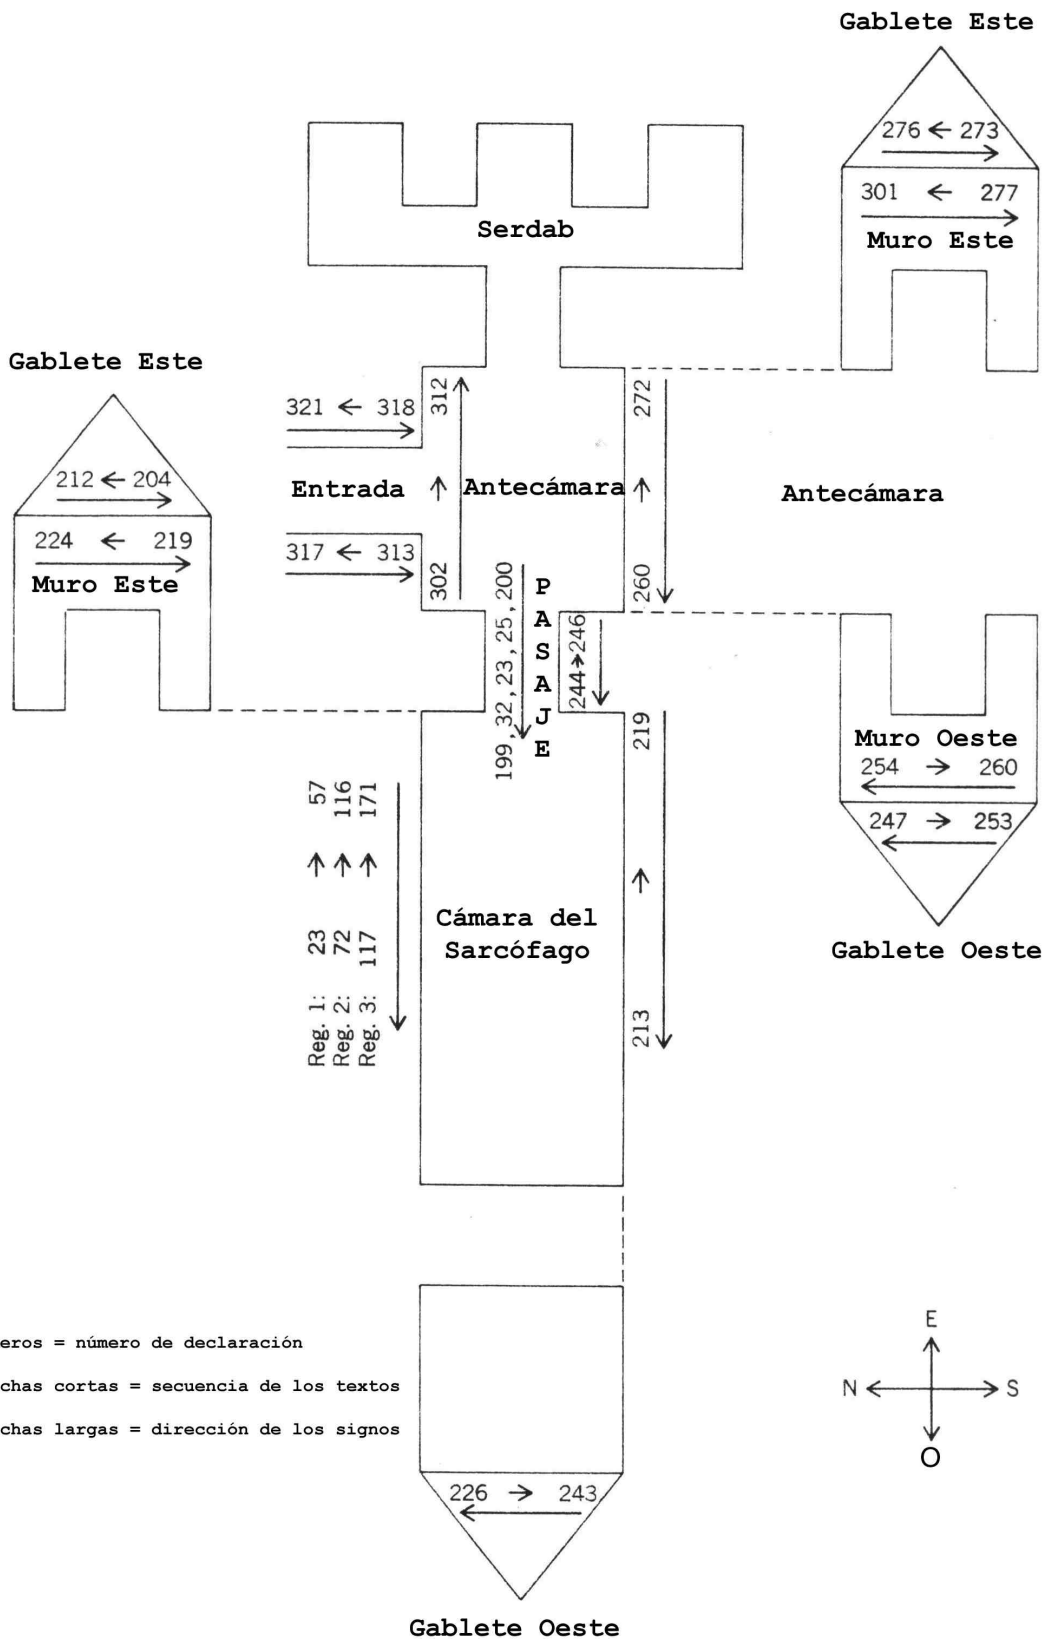 Gablete Este
276 ← 273
301 ← 277
Muro Este
Serdab
Gablete Este
212 ← 204
224 ← 219
Muro Este
321 ← 318
Entrada
317 ← 313
312
302
Antecámara
272
260
Antecámara
199, 32, 23, 25, 200
PASAJE
244→246
219
213
Muro Oeste
254 → 260
247 → 253
Gablete Oeste
Reg. 1: 23 → 57
Reg. 2: 72 → 116
Reg. 3: 117 → 171
Cámara del
Sarcófago
eros = número de declaración
chas cortas = secuencia de los textos
chas largas = dirección de los signos
E
N S
O
226 → 243
Gablete Oeste